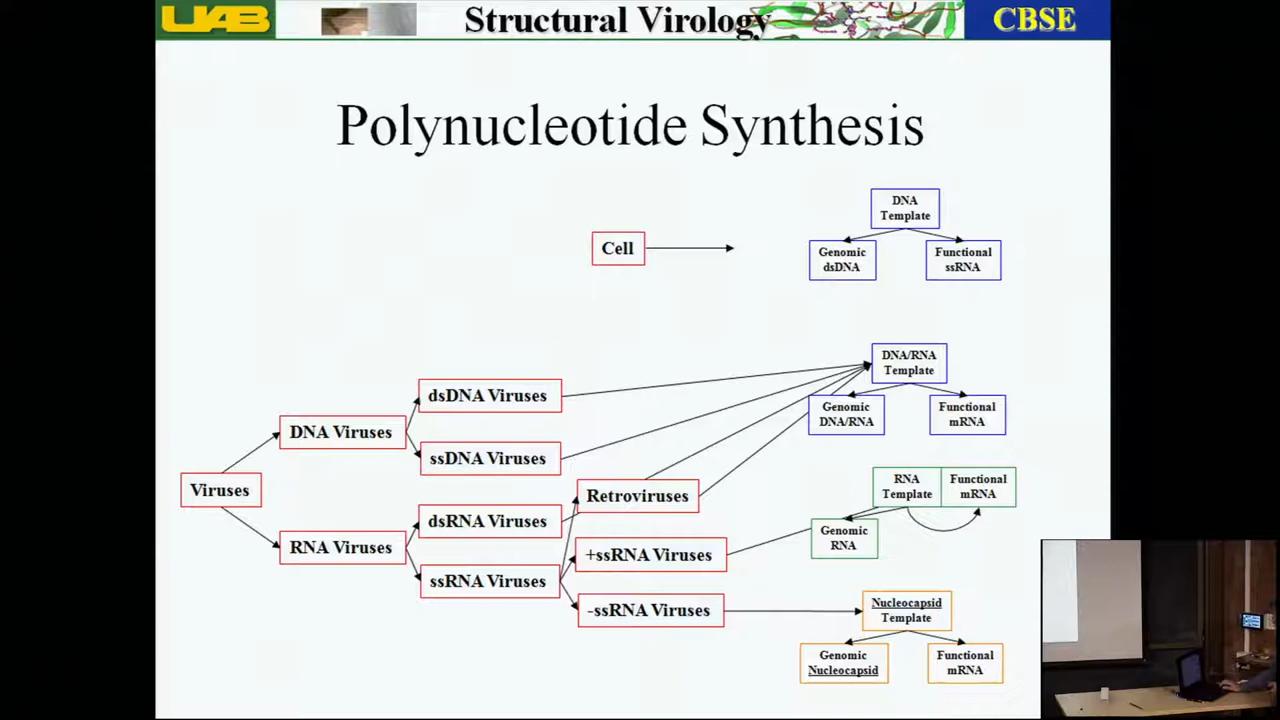 UAB
Structural Virology
CBSE
Polynucleotide Synthesis
DNA
Template
Cell
Genomic
dsDNA
Functional
ssRNA
DNA/RNA
Template
dsDNA Viruses
Genomic
DNA/RNA
Functional
mRNA
DNA Viruses
ssDNA Viruses
Viruses
Retroviruses
RNA
Template
Functional
mRNA
dsRNA Viruses
RNA Viruses
Genomic
RNA
+ssRNA Viruses
ssRNA Viruses
-ssRNA Viruses
Nucleocapsid
Template
Genomic
Nucleocapsid
Functional
mRNA